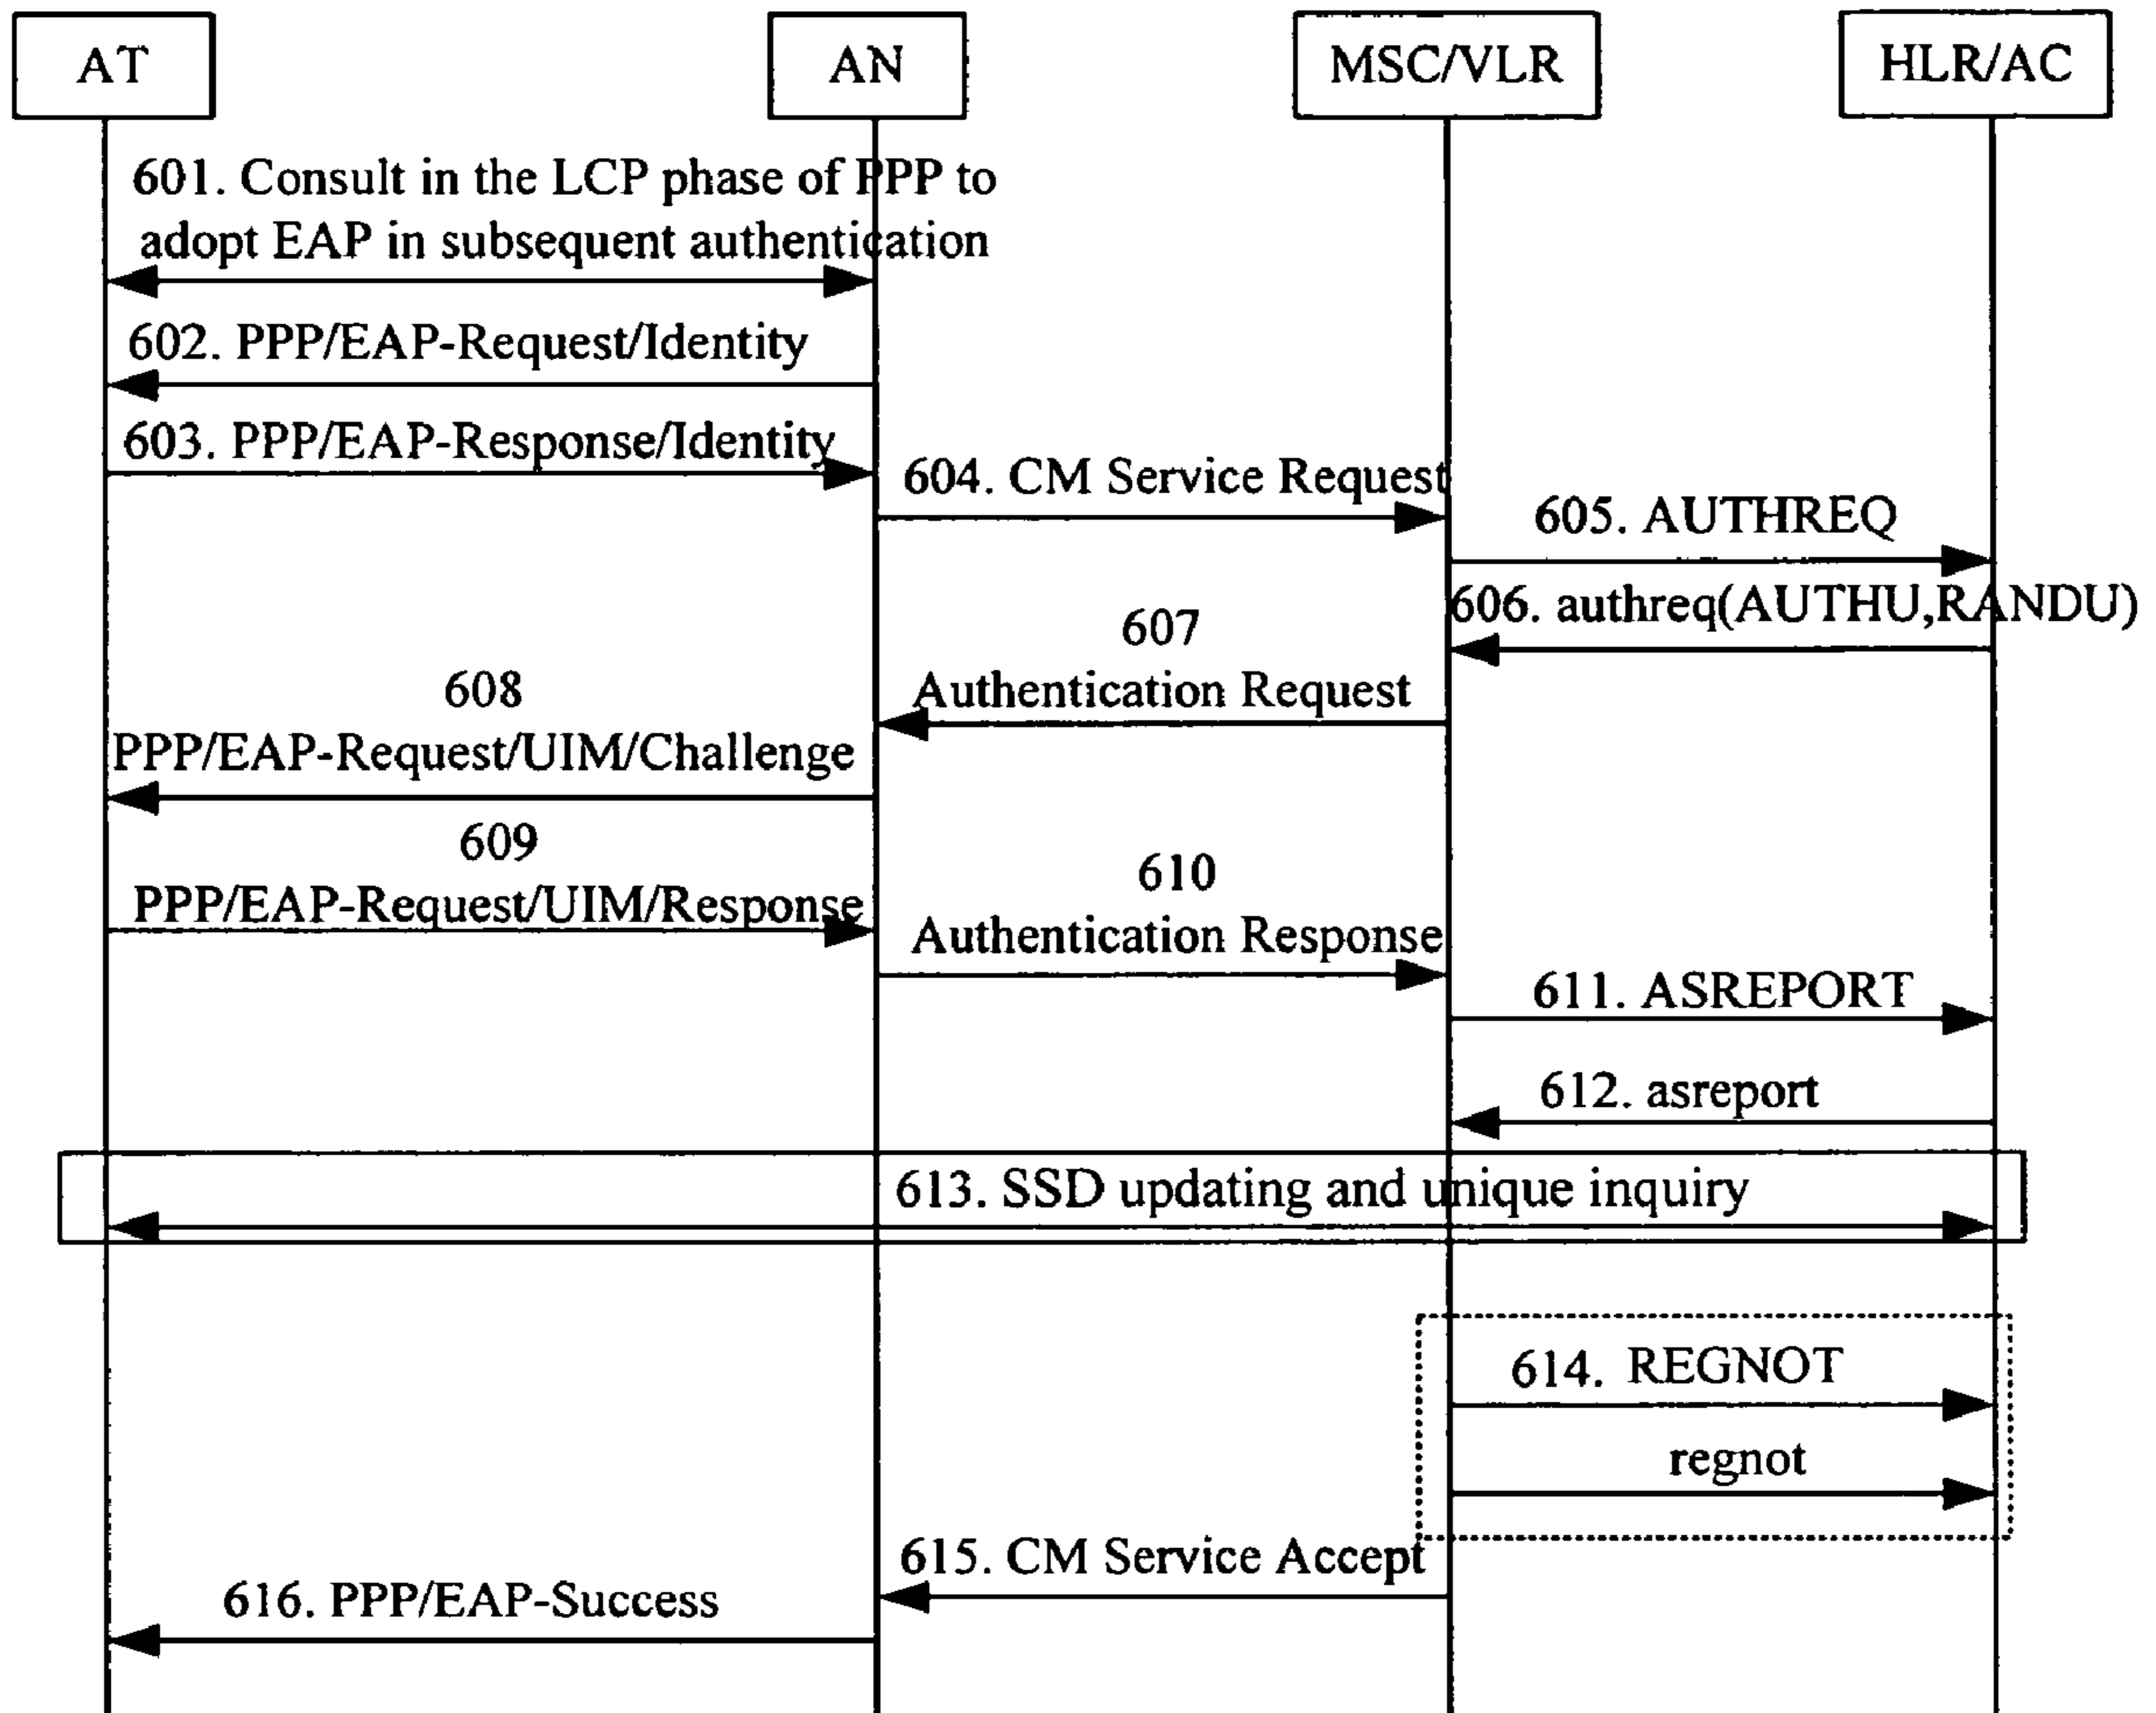 AT
AN
MSC/VLR
HLR/AC
601. Consult in the LCP phase of PPP to
adopt EAP in subsequent authentication
602. PPP/EAP-Request/Identity
603. PPP/EAP-Response/Identity
604. CM Service Request
605. AUTHREQ
606. authreq(AUTHU,RANDU)
607
Authentication Request
608
PPP/EAP-Request/UIM/Challenge
609
PPP/EAP-Request/UIM/Response
610
Authentication Response
611. ASREPORT
612. asreport
613. SSD updating and unique inquiry
614. REGNOT
regnot
615. CM Service Accept
616. PPP/EAP-Success